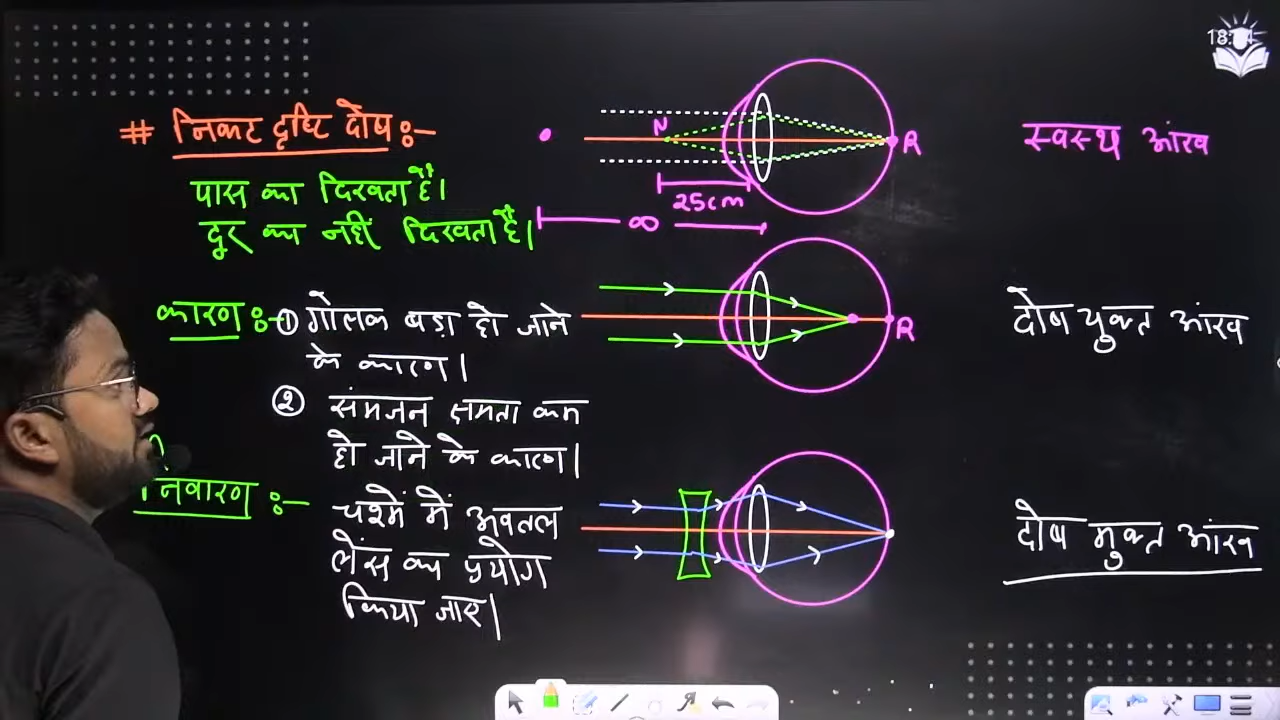 # निकट दृष्टि दोष :-
पास का दिखता है।
दूर का नहीं दिखता है।
N
R
25cm
∞
स्वस्थ आंख
कारण :-
① गोलक बड़ा हो जाने
के कारण।
② संमजन क्षमता कम
हो जाने के कारण।
R
दोष युक्त आंख
निवारण :-
चश्में में अवतल
लेंस का प्रयोग
किया जाए।
दोष मुक्त आंख